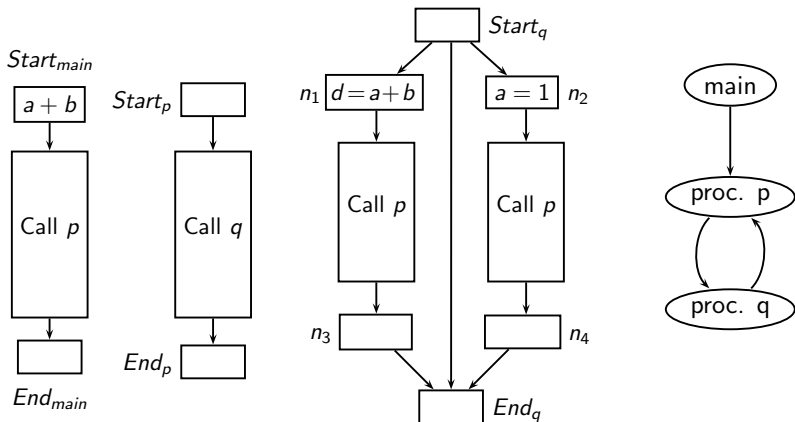 Start_q
Start_main
a + b
Call p
End_main
Start_p
Call q
End_p
n_1
d = a + b
Call p
n_3
a = 1
n_2
Call p
n_4
End_q
main
proc. p
proc. q